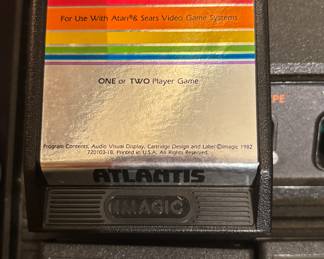 For Use With Atari® & Sears Video Game Systems
ONE or TWO Player Game
Program Contents, Audio Visual Display, Cartridge Design and Label ©Imagic 1982
720103-1B, Printed in U.S.A. All Rights Reserved.
ATLANTIS
IMAGIC